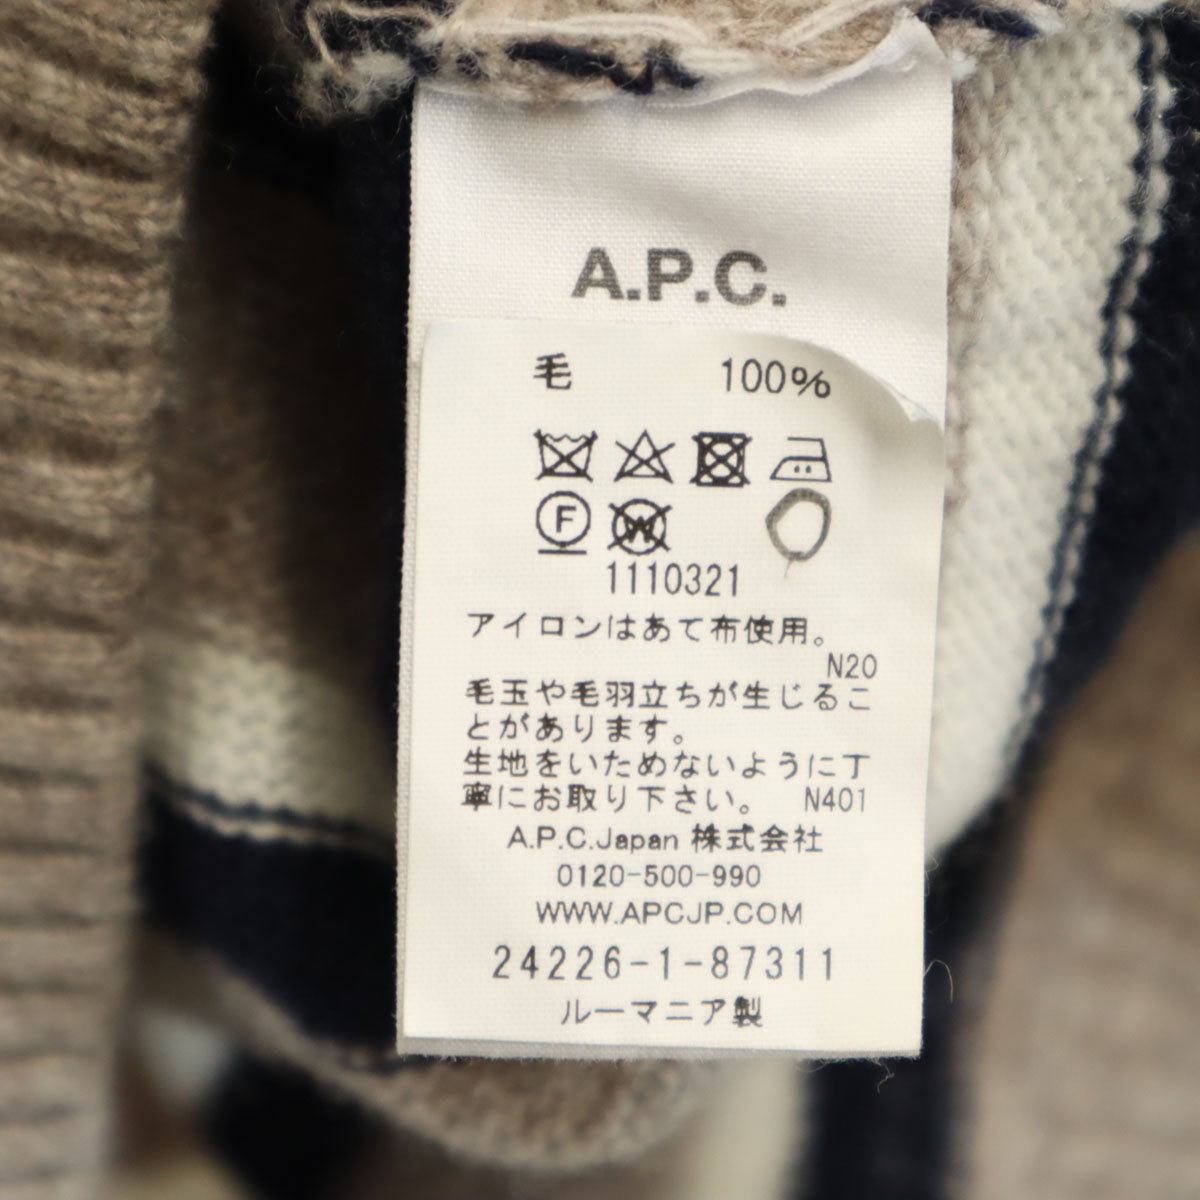 A.P.C.
毛 100%
F W
1110321
アイロンはあて布使用。
N20
毛玉や毛羽立ちが生じるこ
とがあります。
生地をいためないように丁
寧にお取り下さい。 N401
A.P.C.Japan 株式会社
0120-500-990
WWW.APCJP.COM
24226-1-87311
ルーマニア製